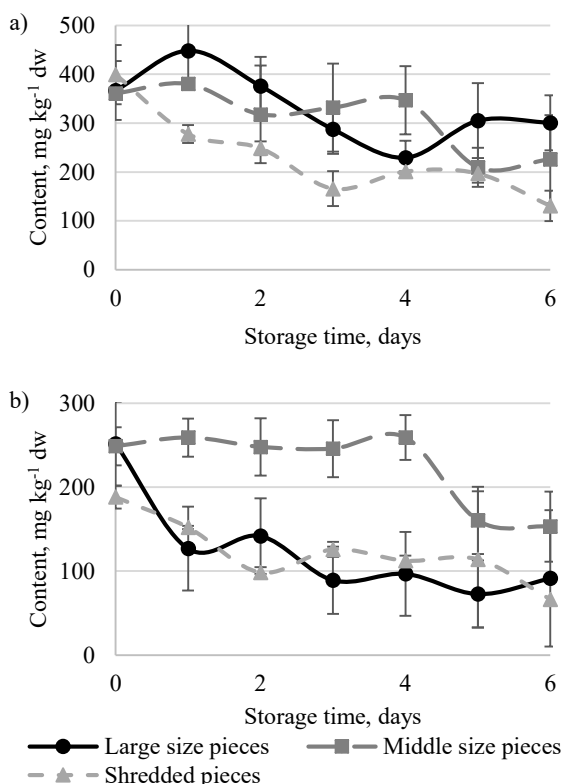 a)
500
400
300
200
100
0
Content, mg kg⁻¹ dw
0 2 4 6
Storage time, days
b)
300
200
100
0
Content, mg kg⁻¹ dw
0 2 4 6
Storage time, days
Large size pieces Middle size pieces
Shredded pieces